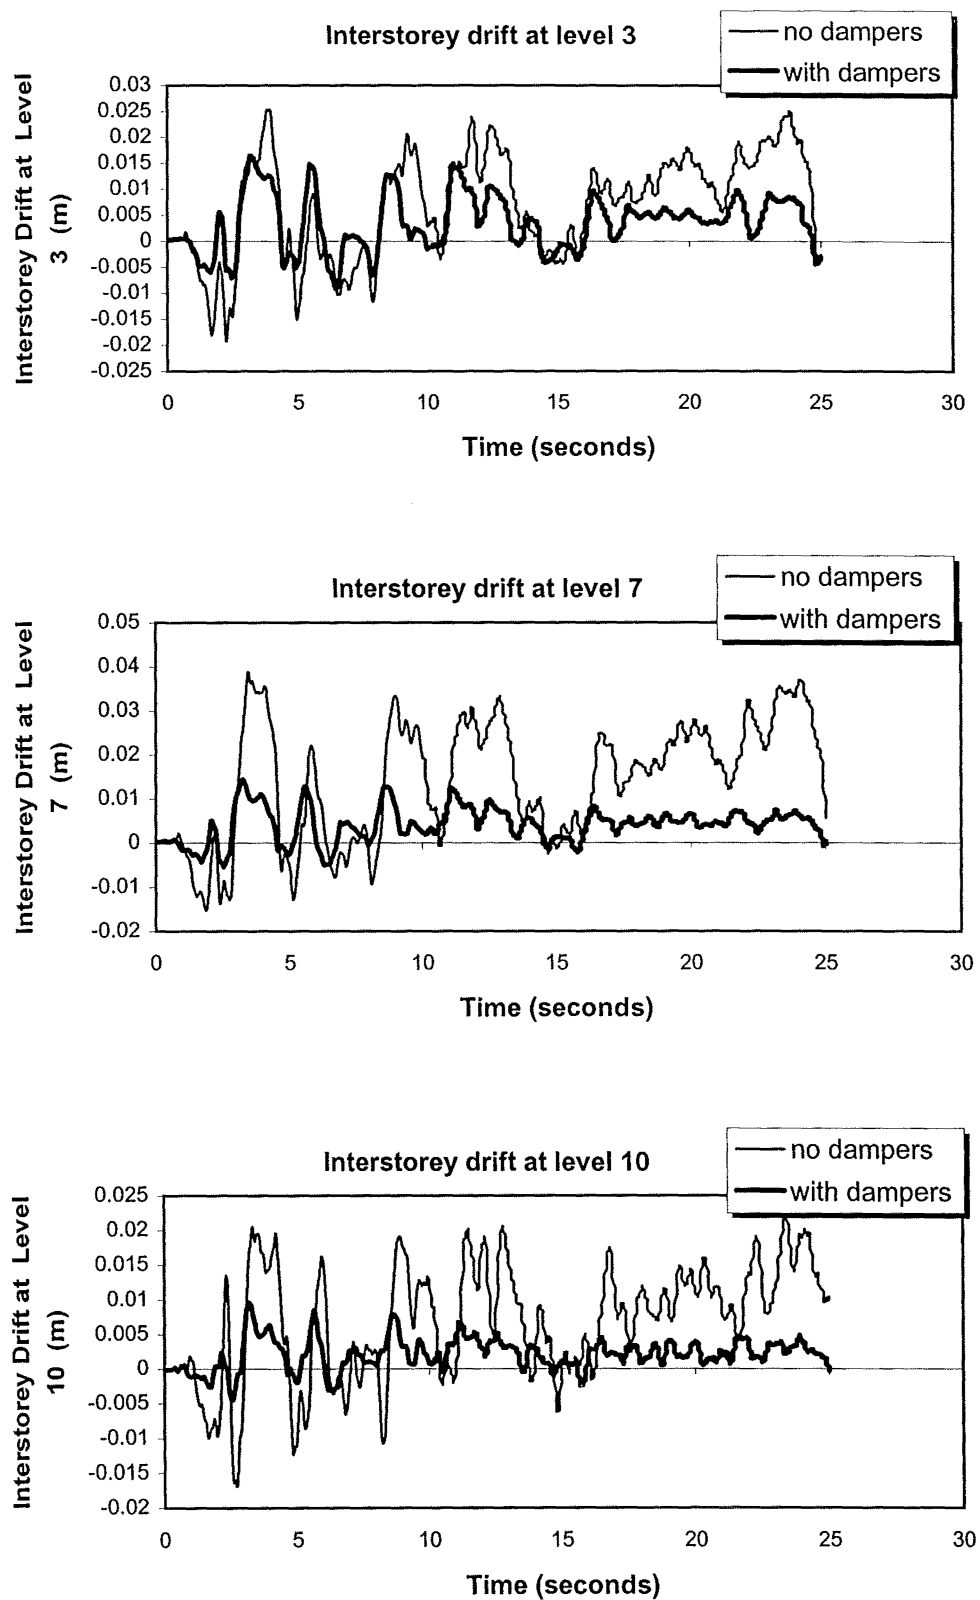 Interstorey drift at level 3
no dampers
with dampers
Interstorey Drift at Level
3 (m)
0.03
0.025
0.02
0.015
0.01
0.005
0
-0.005
-0.01
-0.015
-0.02
-0.025
0 5 10 15 20 25 30
Time (seconds)
Interstorey drift at level 7
no dampers
with dampers
Interstorey Drift at Level
7 (m)
0.05
0.04
0.03
0.02
0.01
0
-0.01
-0.02
0 5 10 15 20 25 30
Time (seconds)
Interstorey drift at level 10
no dampers
with dampers
Interstorey Drift at Level
10 (m)
0.025
0.02
0.015
0.01
0.005
0
-0.005
-0.01
-0.015
-0.02
0 5 10 15 20 25 30
Time (seconds)